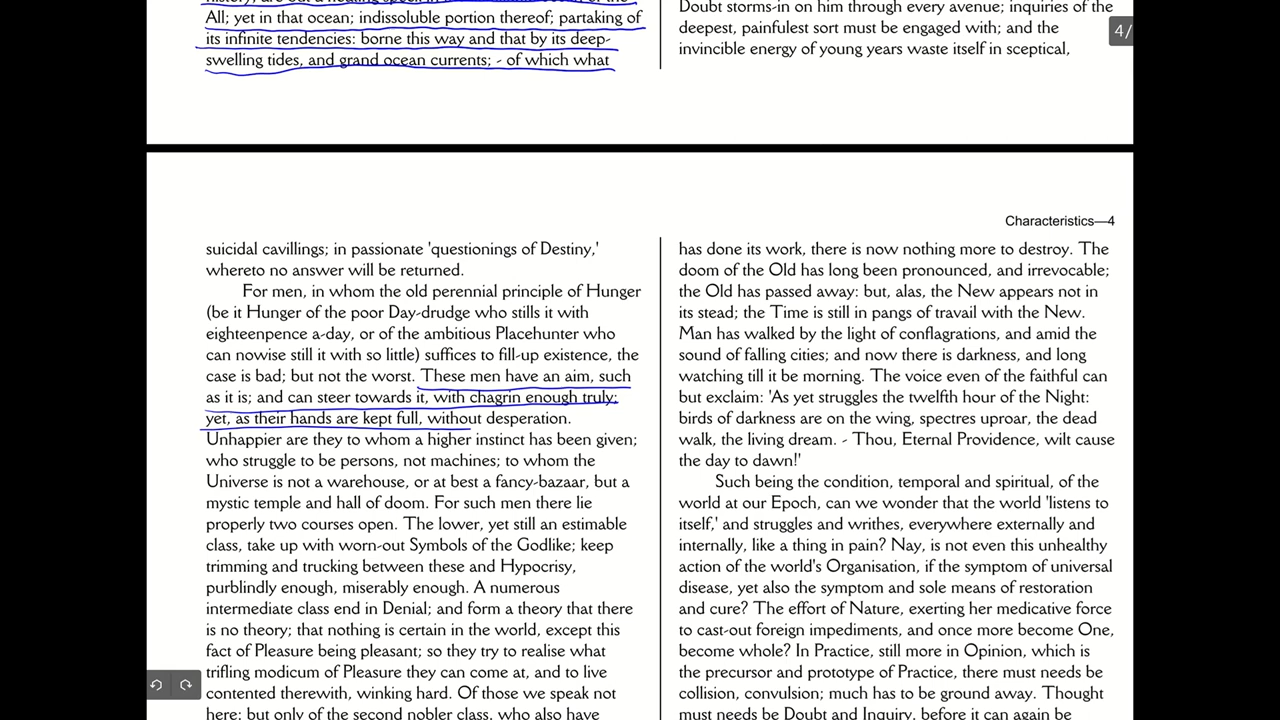 All; yet in that ocean; indissoluble portion thereof; partaking of
its infinite tendencies: borne this way and that by its deep-
swelling tides, and grand ocean currents; - of which what
Doubt storms-in on him through every avenue; inquiries of the
deepest, painfulest sort must be engaged with; and the
invincible energy of young years waste itself in sceptical,
4/
Characteristics—4
suicidal cavillings; in passionate 'questionings of Destiny,'
whereto no answer will be returned.
For men, in whom the old perennial principle of Hunger
(be it Hunger of the poor Day-drudge who stills it with
eighteenpence a-day, or of the ambitious Placehunter who
can nowise still it with so little) suffices to fill-up existence, the
case is bad; but not the worst. These men have an aim, such
as it is; and can steer towards it, with chagrin enough truly;
yet, as their hands are kept full, without desperation.
Unhappier are they to whom a higher instinct has been given;
who struggle to be persons, not machines; to whom the
Universe is not a warehouse, or at best a fancy-bazaar, but a
mystic temple and hall of doom. For such men there lie
properly two courses open. The lower, yet still an estimable
class, take up with worn-out Symbols of the Godlike; keep
trimming and trucking between these and Hypocrisy,
purblindly enough, miserably enough. A numerous
intermediate class end in Denial; and form a theory that there
is no theory; that nothing is certain in the world, except this
fact of Pleasure being pleasant; so they try to realise what
trifling modicum of Pleasure they can come at, and to live
contented therewith, winking hard. Of those we speak not
here; but only of the second nobler class, who also have
has done its work, there is now nothing more to destroy. The
doom of the Old has long been pronounced, and irrevocable;
the Old has passed away: but, alas, the New appears not in
its stead; the Time is still in pangs of travail with the New.
Man has walked by the light of conflagrations, and amid the
sound of falling cities; and now there is darkness, and long
watching till it be morning. The voice even of the faithful can
but exclaim: 'As yet struggles the twelfth hour of the Night:
birds of darkness are on the wing, spectres uproar, the dead
walk, the living dream. - Thou, Eternal Providence, wilt cause
the day to dawn!'
Such being the condition, temporal and spiritual, of the
world at our Epoch, can we wonder that the world 'listens to
itself,' and struggles and writhes, everywhere externally and
internally, like a thing in pain? Nay, is not even this unhealthy
action of the world's Organisation, if the symptom of universal
disease, yet also the symptom and sole means of restoration
and cure? The effort of Nature, exerting her medicative force
to cast-out foreign impediments, and once more become One,
become whole? In Practice, still more in Opinion, which is
the precursor and prototype of Practice, there must needs be
collision, convulsion; much has to be ground away. Thought
must needs be Doubt and Inquiry, before it can again be